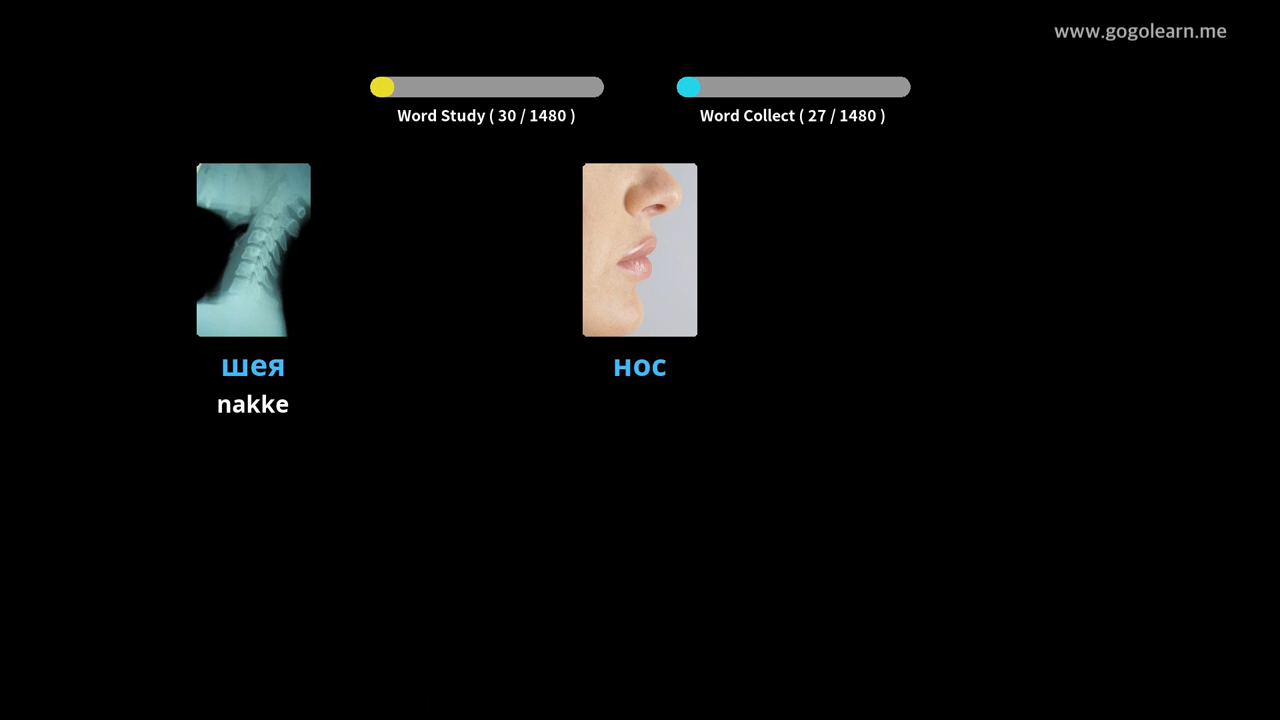 www.gogolearn.me
Word Study ( 30 / 1480 )
Word Collect ( 27 / 1480 )
шея
nakke
нос